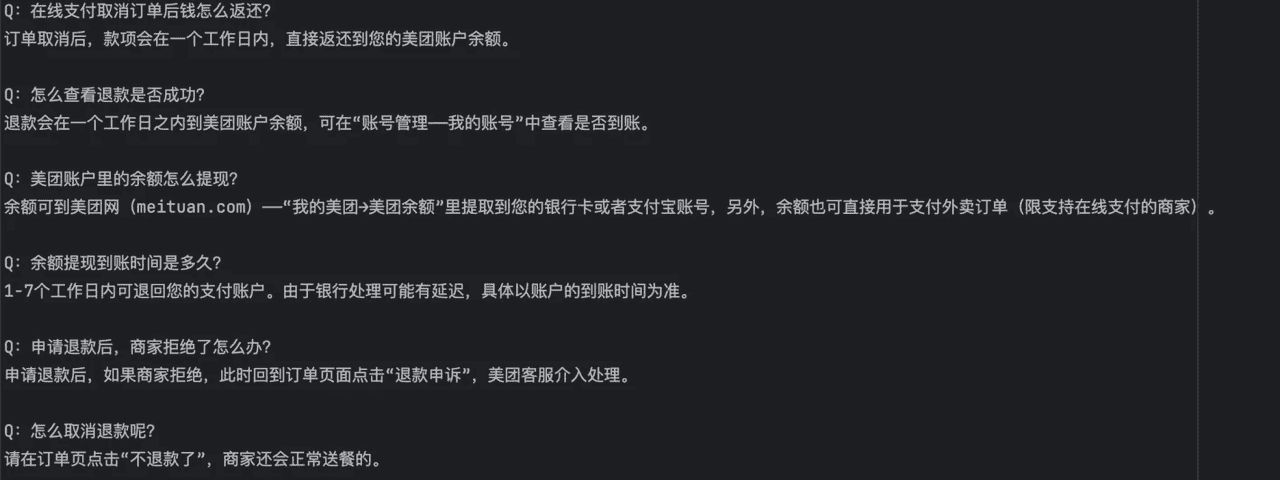 Q: 在线支付取消订单后钱怎么返还?
订单取消后，款项会在一个工作日内，直接返还到您的美团账户余额。
Q: 怎么查看退款是否成功?
退款会在一个工作日之内到美团账户余额，可在“账号管理——我的账号”中查看是否到账。
Q: 美团账户里的余额怎么提现?
余额可到美团网（meituan.com）——“我的美团→美团余额”里提取到您的银行卡或者支付宝账号，另外，余额也可直接用于支付外卖订单（限支持在线支付的商家）。
Q: 余额提现到账时间是多久?
1-7个工作日内可退回您的支付账户。由于银行处理可能有延迟，具体以账户的到账时间为准。
Q: 申请退款后，商家拒绝了怎么办?
申请退款后，如果商家拒绝，此时回到订单页面点击“退款申诉”，美团客服介入处理。
Q: 怎么取消退款呢?
请在订单页点击“不退款了”，商家还会正常送餐的。